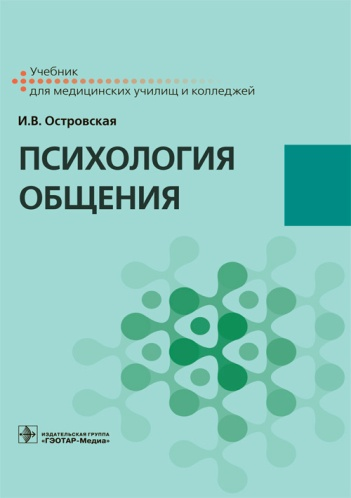 Учебник
для медицинских училищ и колледжей
И.В. Островская
ПСИХОЛОГИЯ
ОБЩЕНИЯ
ИЗДАТЕЛЬСКАЯ ГРУППА
«ГЭОТАР-Медиа»